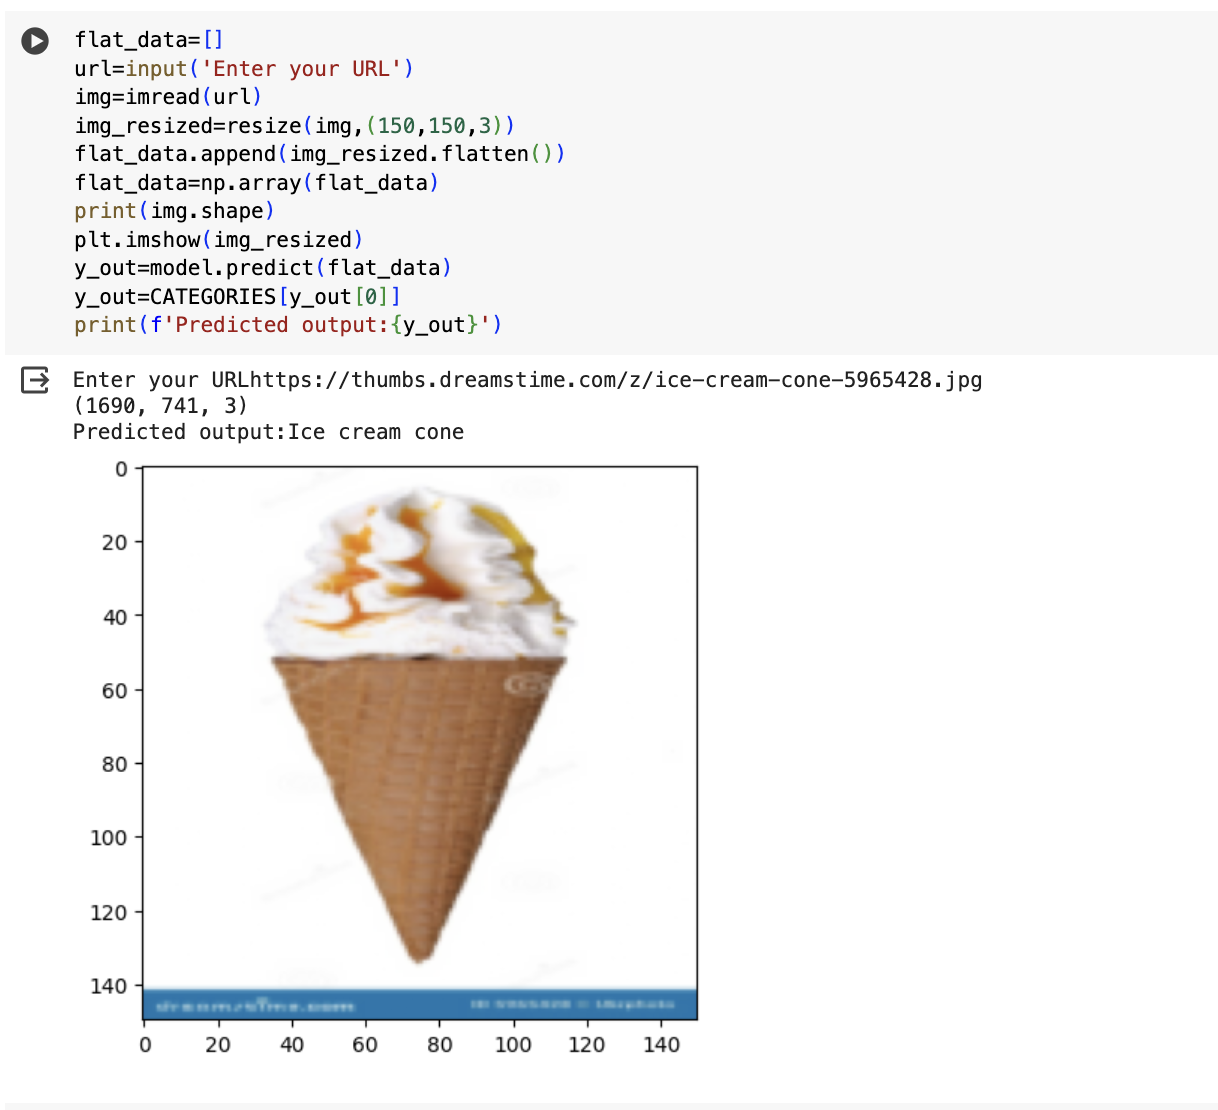 flat_data=[]
url=input('Enter your URL')
img=imread(url)
img_resized=resize(img,(150,150,3))
flat_data.append(img_resized.flatten())
flat_data=np.array(flat_data)
print(img.shape)
plt.imshow(img_resized)
y_out=model.predict(flat_data)
y_out=CATEGORIES[y_out[0]]
print(f'Predicted output:{y_out}')
Enter your URLhttps://thumbs.dreamstime.com/z/ice-cream-cone-5965428.jpg
(1690, 741, 3)
Predicted output:Ice cream cone
0
20
40
60
80
100
120
140
dreamstime.com
0 20 40 60 80 100 120 140